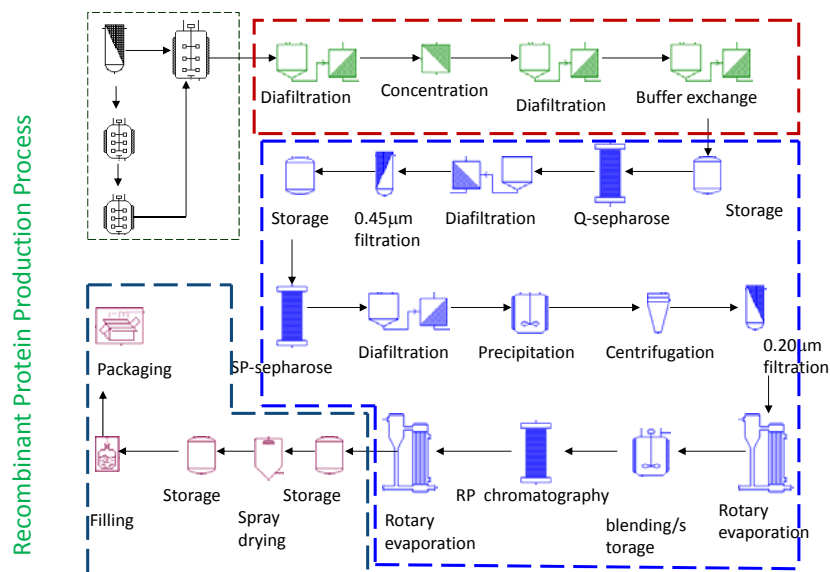 Recombinant Protein Production Process
Diafiltration
Concentration
Diafiltration
Buffer exchange
Storage
0.45µm
filtration
Diafiltration
Q-sepharose
Storage
SP-sepharose
Diafiltration
Precipitation
Centrifugation
0.20µm
filtration
Packaging
Filling
Storage
Spray
drying
Storage
Rotary
evaporation
RP chromatography
blending/s
torage
Rotary
evaporation